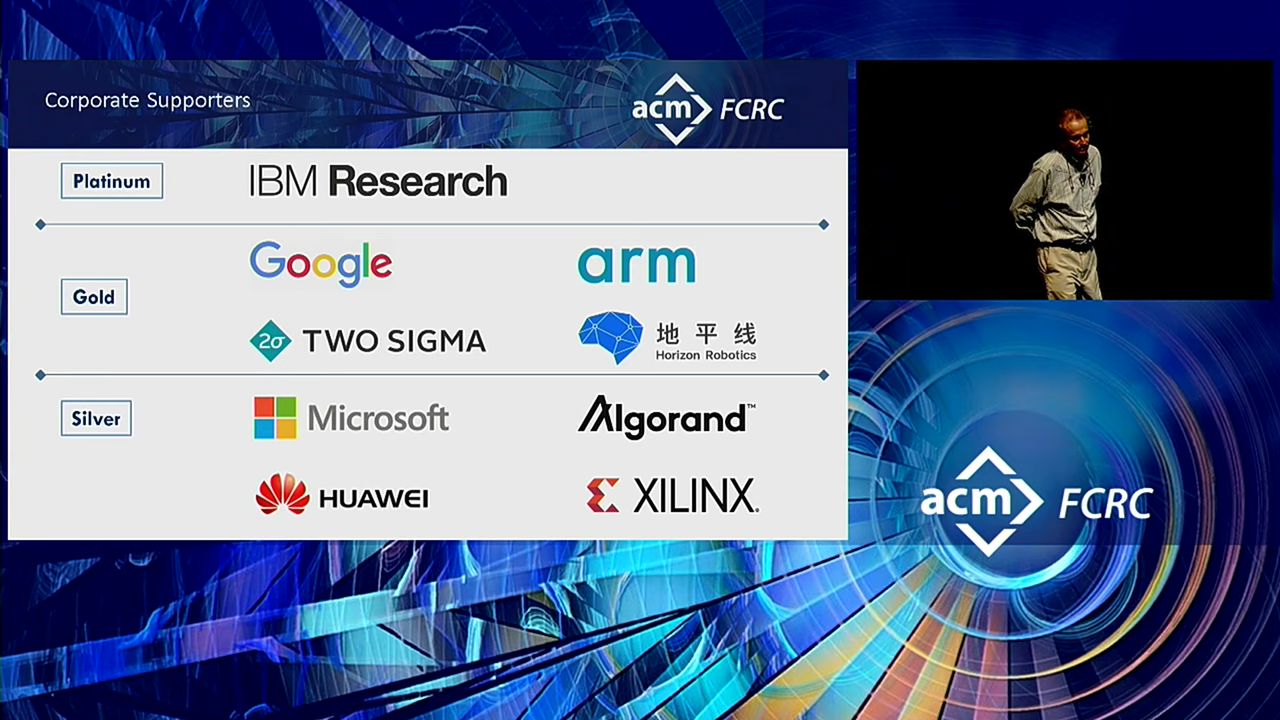 Corporate Supporters
acm FCRC
Platinum
IBM Research
Google
arm
Gold
2σ TWO SIGMA
地平线
Horizon Robotics
Silver
Microsoft
Algorand™
HUAWEI
XILINX.
acm FCRC